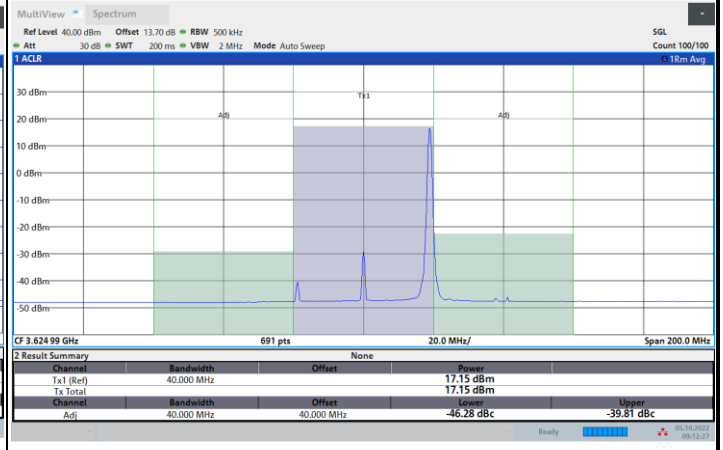 MultiView Spectrum
Ref Level 40.00 dBm Offset 13.70 dB RBW 500 kHz SGL
Att 30 dB SWT 200 ms VBW 2 MHz Mode Auto Sweep Count 100/100
1 ACLR 1Rm Avg
30 dBm
Tx1
20 dBm Adj Adj
10 dBm
0 dBm
-10 dBm
-20 dBm
-30 dBm
-40 dBm
-50 dBm
CF 3.624 99 GHz 691 pts 20.0 MHz/ Span 200.0 MHz
2 Result Summary None
Channel Bandwidth Offset Power
Tx1 (Ref) 40.000 MHz 17.15 dBm
Tx Total 17.15 dBm
Channel Bandwidth Offset Lower Upper
Adj 40.000 MHz 40.000 MHz -46.28 dBc -39.81 dBc
Ready 05.10.2022
09:12:27